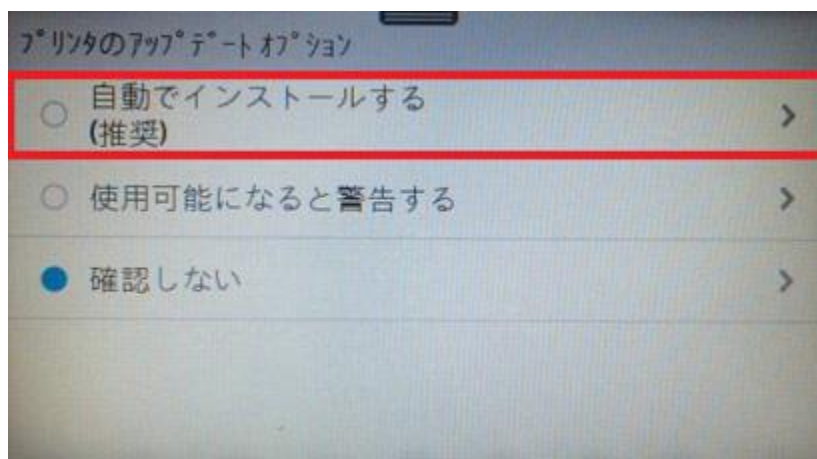 ﾌﾟﾘﾝﾀのｱｯﾌﾟﾃﾞｰﾄ ｵﾌﾟｼｮﾝ
自動でインストールする
(推奨)
使用可能になると警告する
確認しない